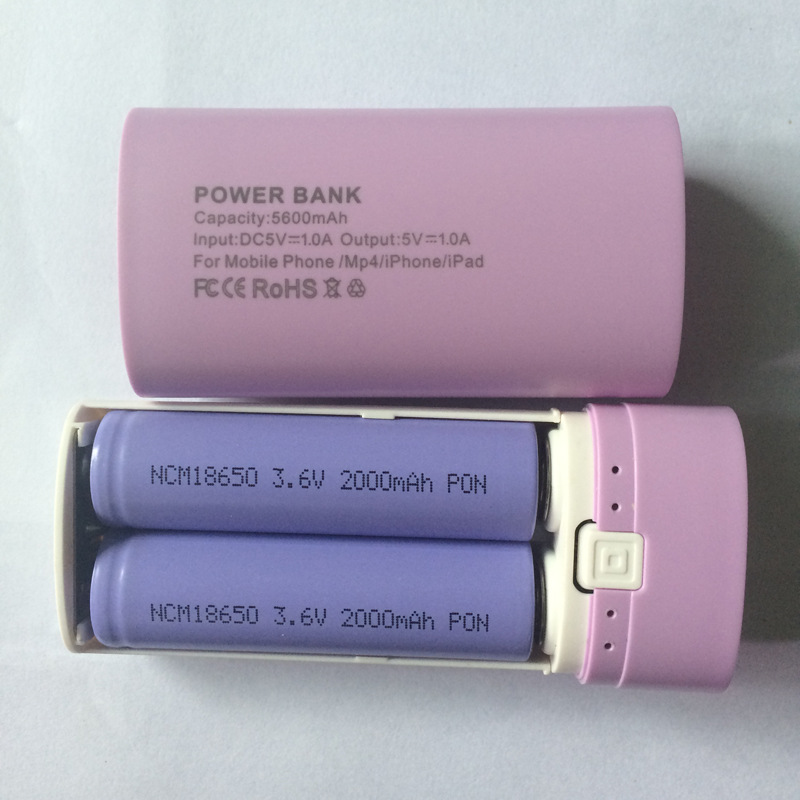 POWER BANK
Capacity:5600mAh
Input:DC5V⎓1.0A Output:5V⎓1.0A
For Mobile Phone /Mp4/iPhone/iPad
FC CE RoHS
NCM18650 3.6V 2000mAh PON
NCM18650 3.6V 2000mAh PON